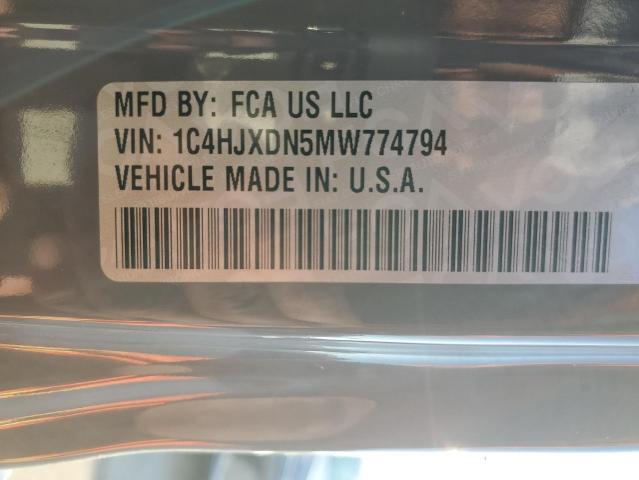 MFD BY: FCA US LLC
VIN: 1C4HJXDN5MW774794
VEHICLE MADE IN: U.S.A.